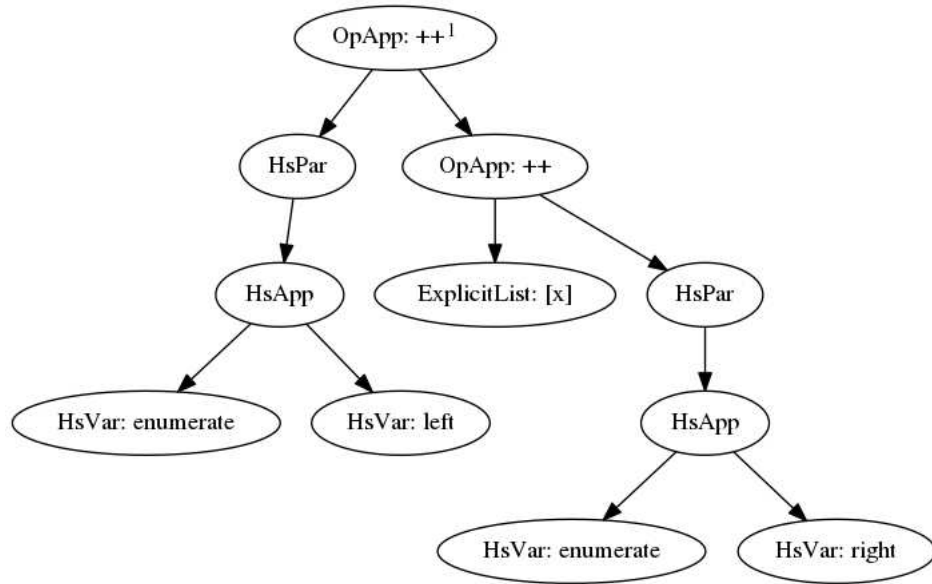 OpApp: ++¹
HsPar
OpApp: ++
HsApp
ExplicitList: [x]
HsPar
HsVar: enumerate
HsVar: left
HsApp
HsVar: enumerate
HsVar: right